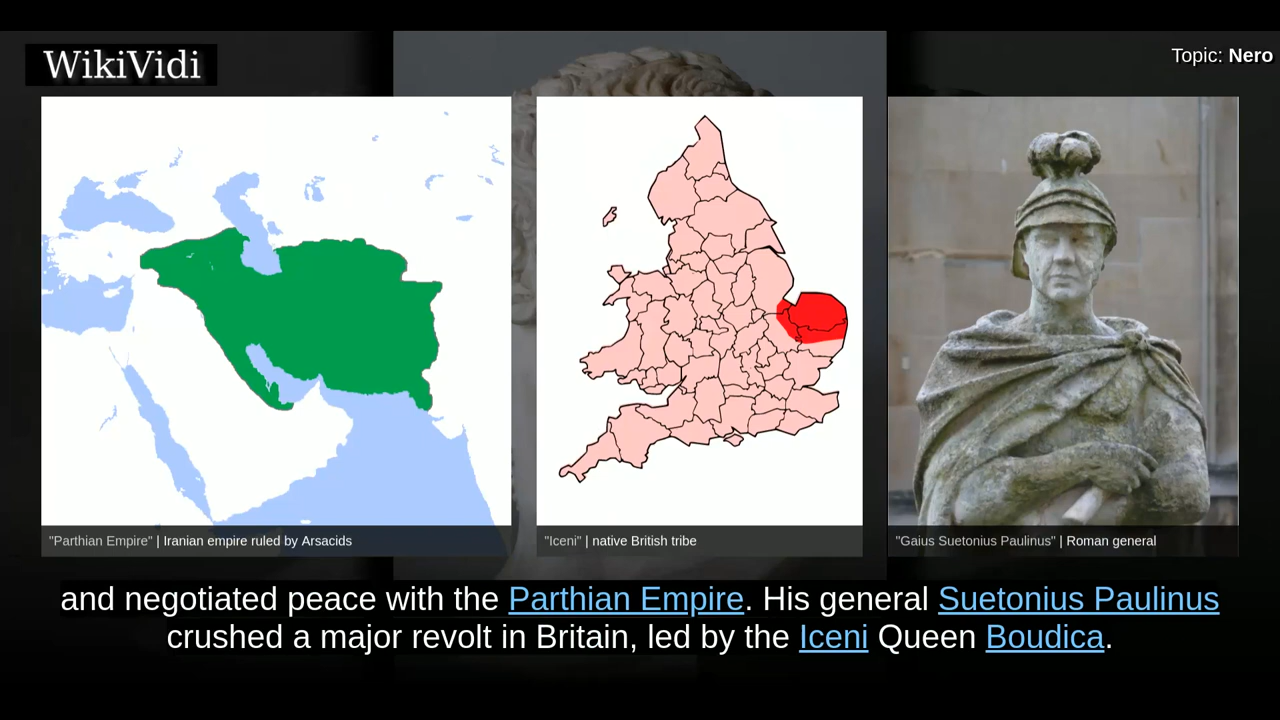 WikiVidi
Topic: Nero
"Parthian Empire" | Iranian empire ruled by Arsacids
"Iceni" | native British tribe
"Gaius Suetonius Paulinus" | Roman general
and negotiated peace with the Parthian Empire. His general Suetonius Paulinus
crushed a major revolt in Britain, led by the Iceni Queen Boudica.